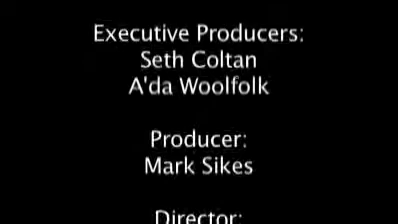 Executive Producers:
Seth Coltan
A'da Woolfolk
Producer:
Mark Sikes
Director: